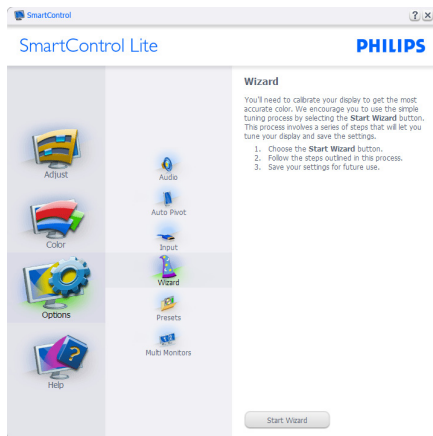 SmartControl
? x
SmartControl Lite
PHILIPS
Adjust
Color
Options
Help
Audio
Auto Pivot
Input
Wizard
Presets
Multi Monitors
Wizard
You'll need to calibrate your display to get the most
accurate color. We encourage you to use the simple
tuning process by selecting the Start Wizard button.
This process involves a series of steps that will let you
tune your display and save the settings.
1. Choose the Start Wizard button.
2. Follow the steps outlined in this process.
3. Save your settings for future use.
Start Wizard